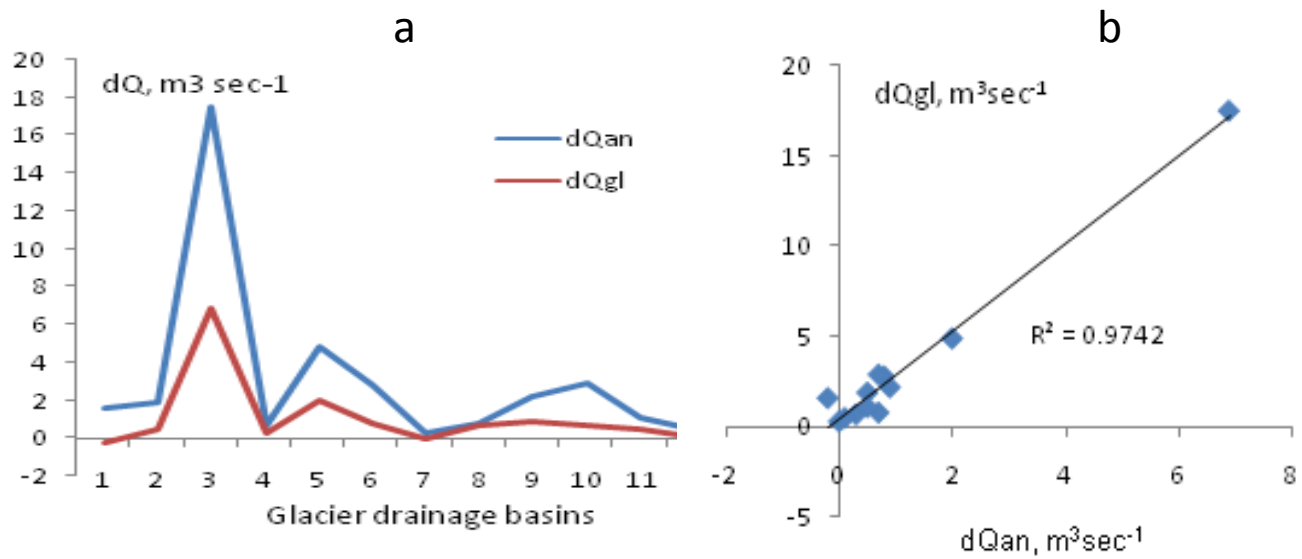 a
dQ, m3 sec-1
20
18
16
14
12
10
8
6
4
2
0
-2
dQan
dQgl
1 2 3 4 5 6 7 8 9 10 11
Glacier drainage basins
b
dQgl, m³sec⁻¹
20
15
10
5
0
-5
R² = 0.9742
-2 0 2 4 6 8
dQan, m³sec⁻¹